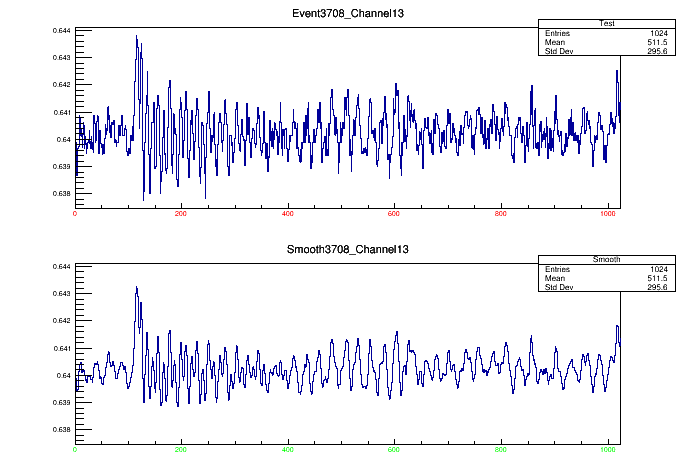 Event3708_Channel13
Test
Entries 1024
Mean 511.5
Std Dev 295.6
0.644
0.643
0.642
0.641
0.64
0.639
0.638
0 200 400 600 800 1000
Smooth3708_Channel13
Smooth
Entries 1024
Mean 511.5
Std Dev 295.6
0.644
0.643
0.642
0.641
0.64
0.639
0.638
0 200 400 600 800 1000